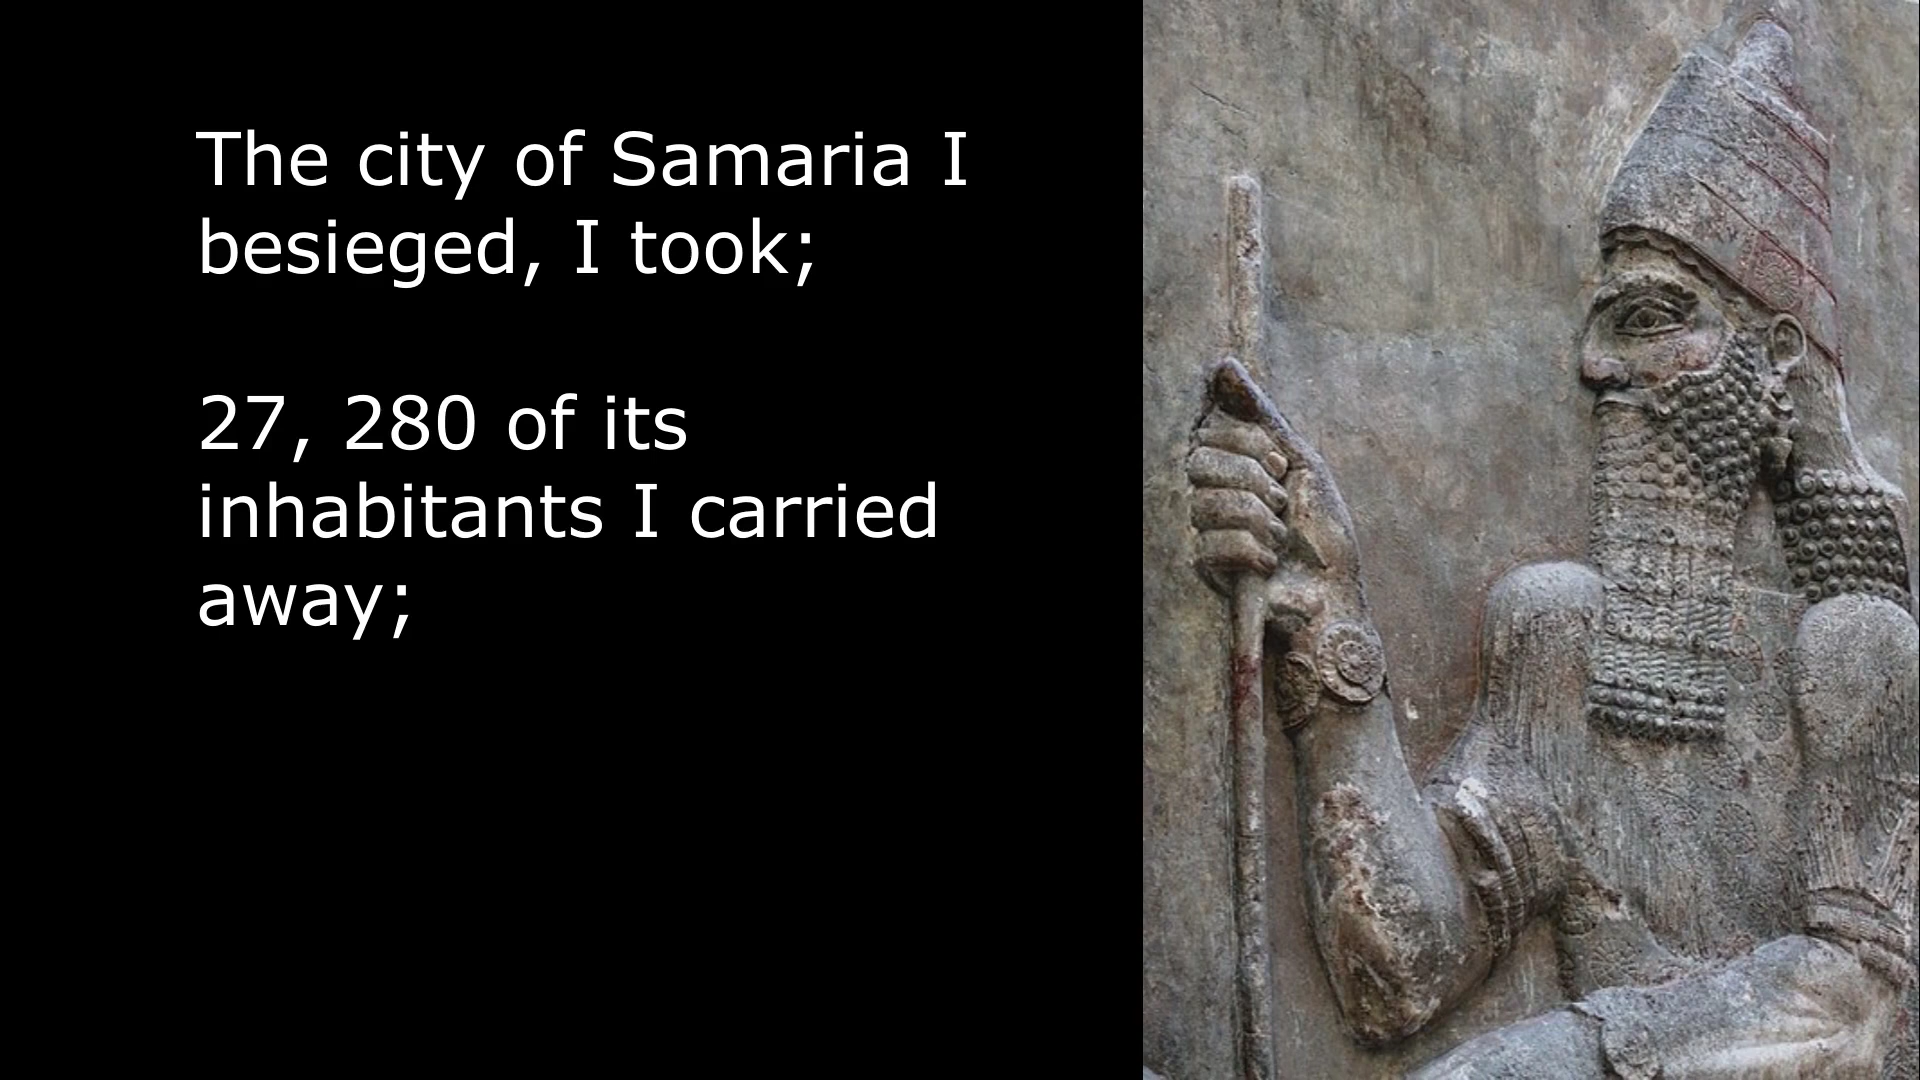 The city of Samaria I
besieged, I took;
27, 280 of its
inhabitants I carried
away;